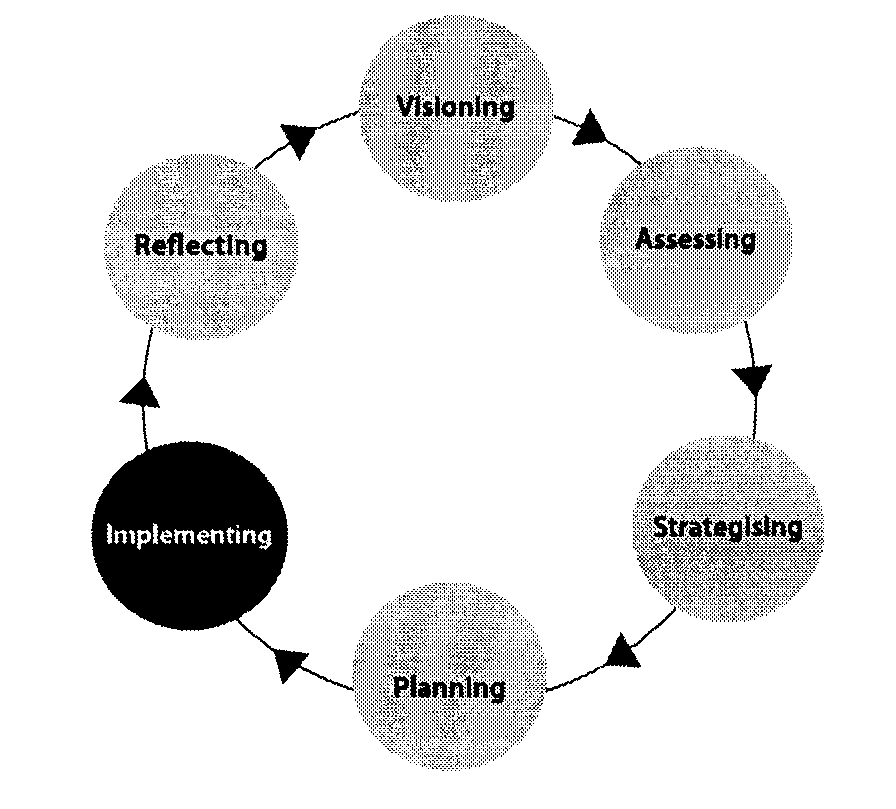 Visioning
Assessing
Strategising
Planning
Implementing
Reflecting